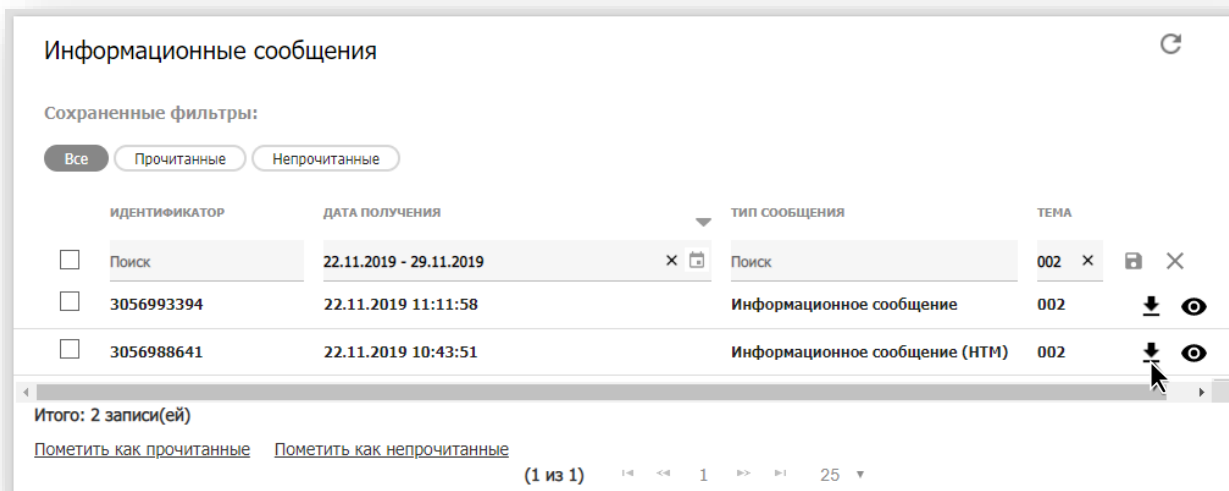 Информационные сообщения
Сохраненные фильтры:
Все Прочитанные Непрочитанные
ИДЕНТИФИКАТОР ДАТА ПОЛУЧЕНИЯ ТИП СООБЩЕНИЯ ТЕМА
Поиск 22.11.2019 - 29.11.2019 Поиск 002
3056993394 22.11.2019 11:11:58 Информационное сообщение 002
3056988641 22.11.2019 10:43:51 Информационное сообщение (HTM) 002
Итого: 2 записи(ей)
Пометить как прочитанные Пометить как непрочитанные
(1 из 1) 1 25